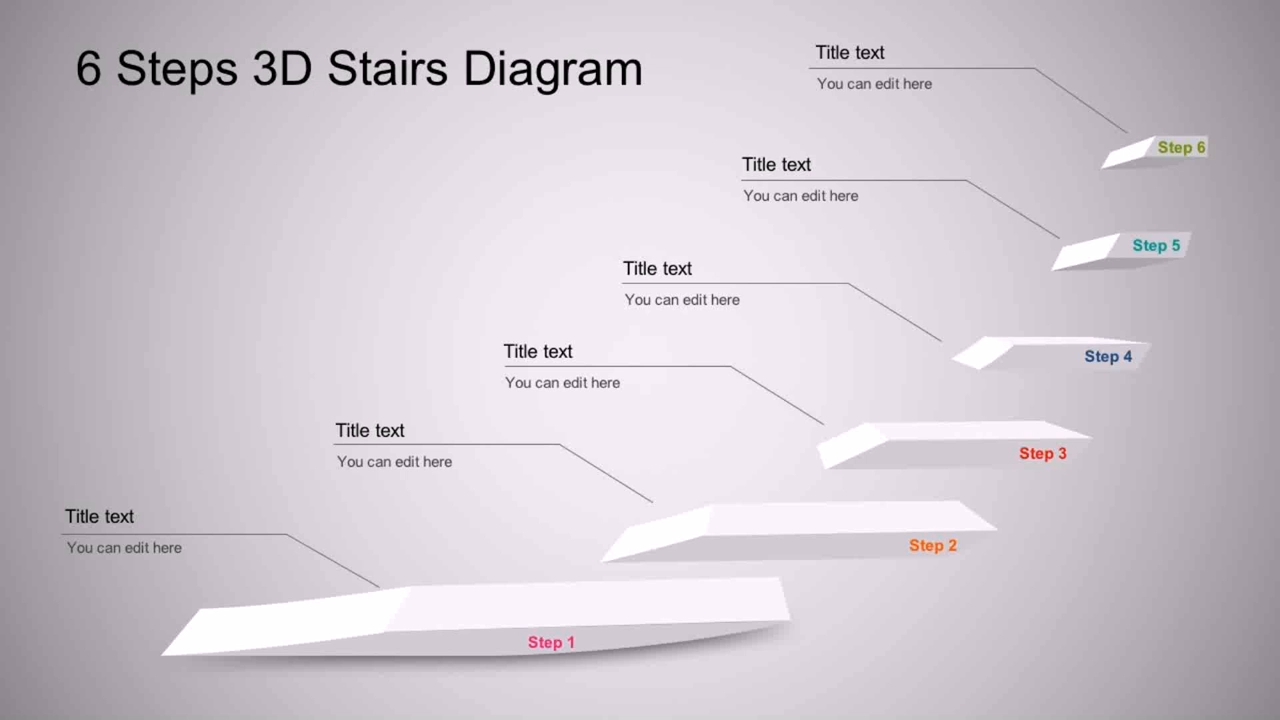 6 Steps 3D Stairs Diagram
Title text
You can edit here
Step 6
Title text
You can edit here
Step 5
Title text
You can edit here
Step 4
Title text
You can edit here
Step 3
Title text
You can edit here
Step 2
Title text
You can edit here
Step 1